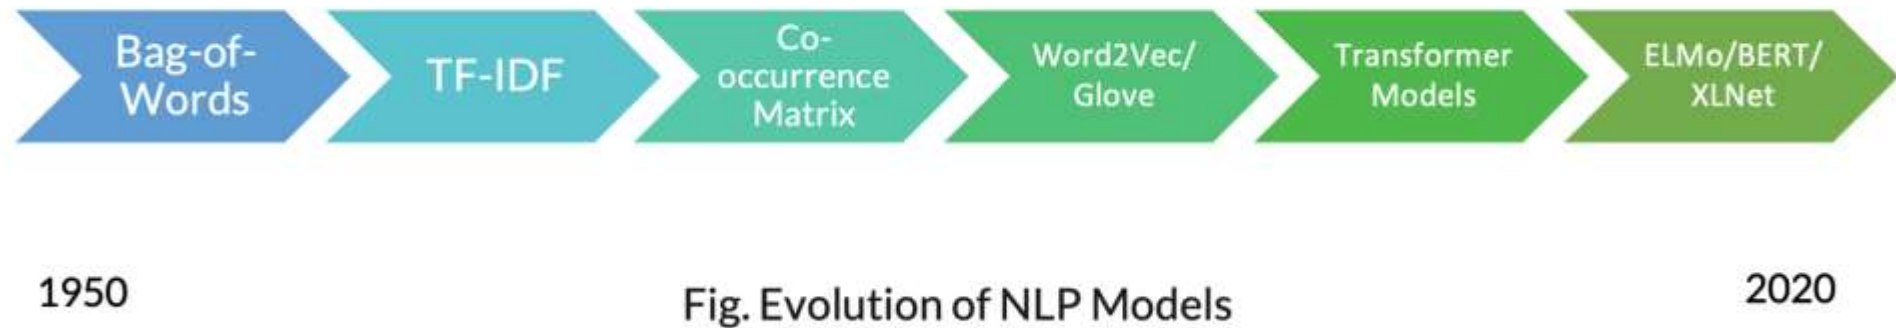 Bag-of-
Words
TF-IDF
Co-
occurrence
Matrix
Word2Vec/
Glove
Transformer
Models
ELMo/BERT/
XLNet
1950
Fig. Evolution of NLP Models
2020